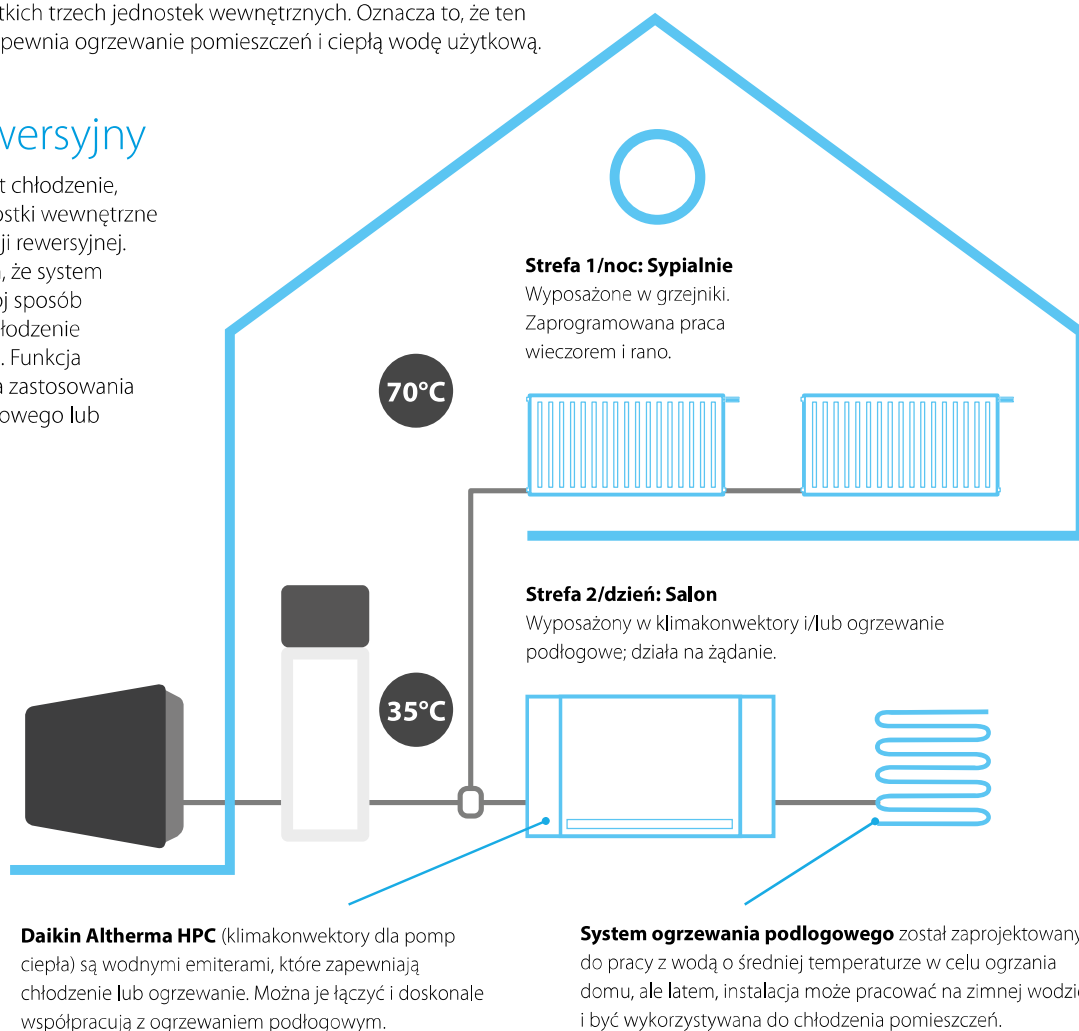 tkich trzech jednostek wewnętrznych. Oznacza to, że ten
pewnia ogrzewanie pomieszczeń i ciepłą wodę użytkową.
wersyjny
t chłodzenie,
ostki wewnętrzne
ji rewersyjnej.
, że system
j sposób
łodzenie
. Funkcja
a zastosowania
owego lub
Strefa 1/noc: Sypialnie
Wyposażone w grzejniki.
Zaprogramowana praca
wieczorem i rano.
70°C
Strefa 2/dzień: Salon
Wyposażony w klimakonwektory i/lub ogrzewanie
podłogowe; działa na żądanie.
35°C
Daikin Altherma HPC (klimakonwektory dla pomp
ciepła) są wodnymi emiterami, które zapewniają
chłodzenie lub ogrzewanie. Można je łączyć i doskonale
współpracują z ogrzewaniem podłogowym.
System ogrzewania podlogowego został zaprojektowany
do pracy z wodą o średniej temperaturze w celu ogrzania
domu, ale latem, instalacja może pracować na zimnej wodzie
i być wykorzystywana do chłodzenia pomieszczeń.